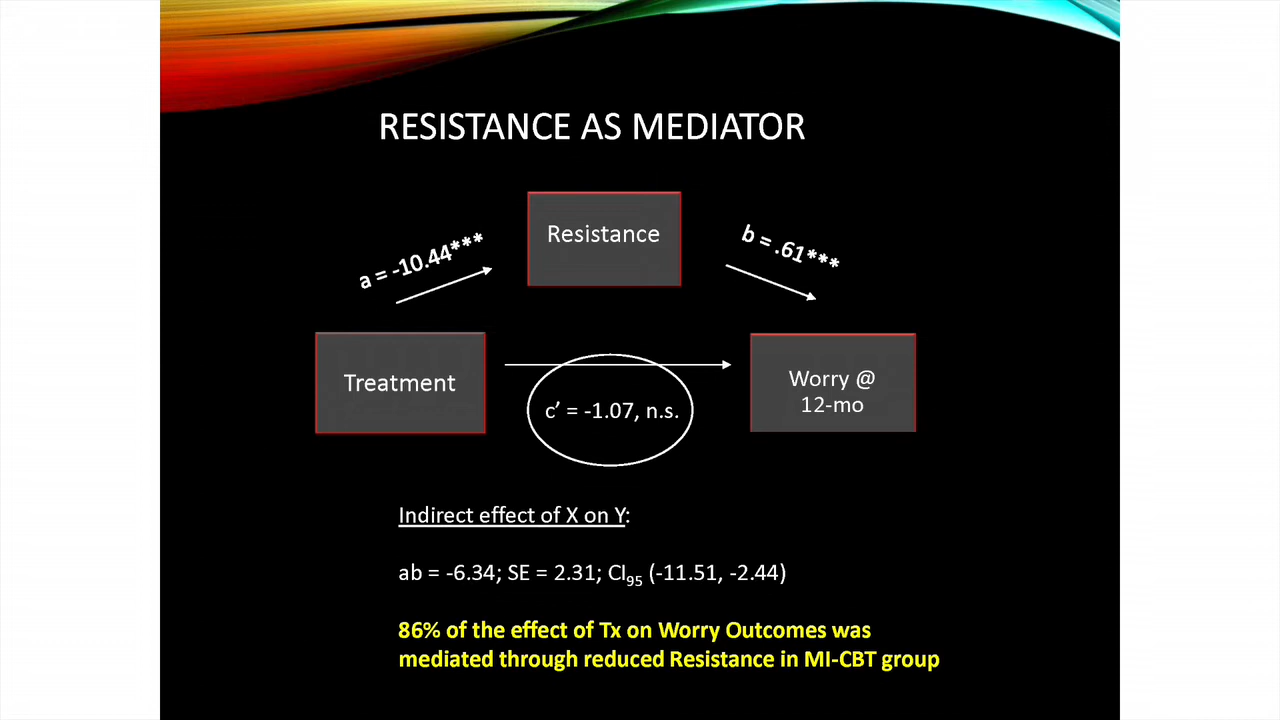 RESISTANCE AS MEDIATOR
Resistance
a = -10.44***
b = .61***
Treatment
Worry @
12-mo
c’ = -1.07, n.s.
Indirect effect of X on Y:
ab = -6.34; SE = 2.31; CI95 (-11.51, -2.44)
86% of the effect of Tx on Worry Outcomes was
mediated through reduced Resistance in MI-CBT group